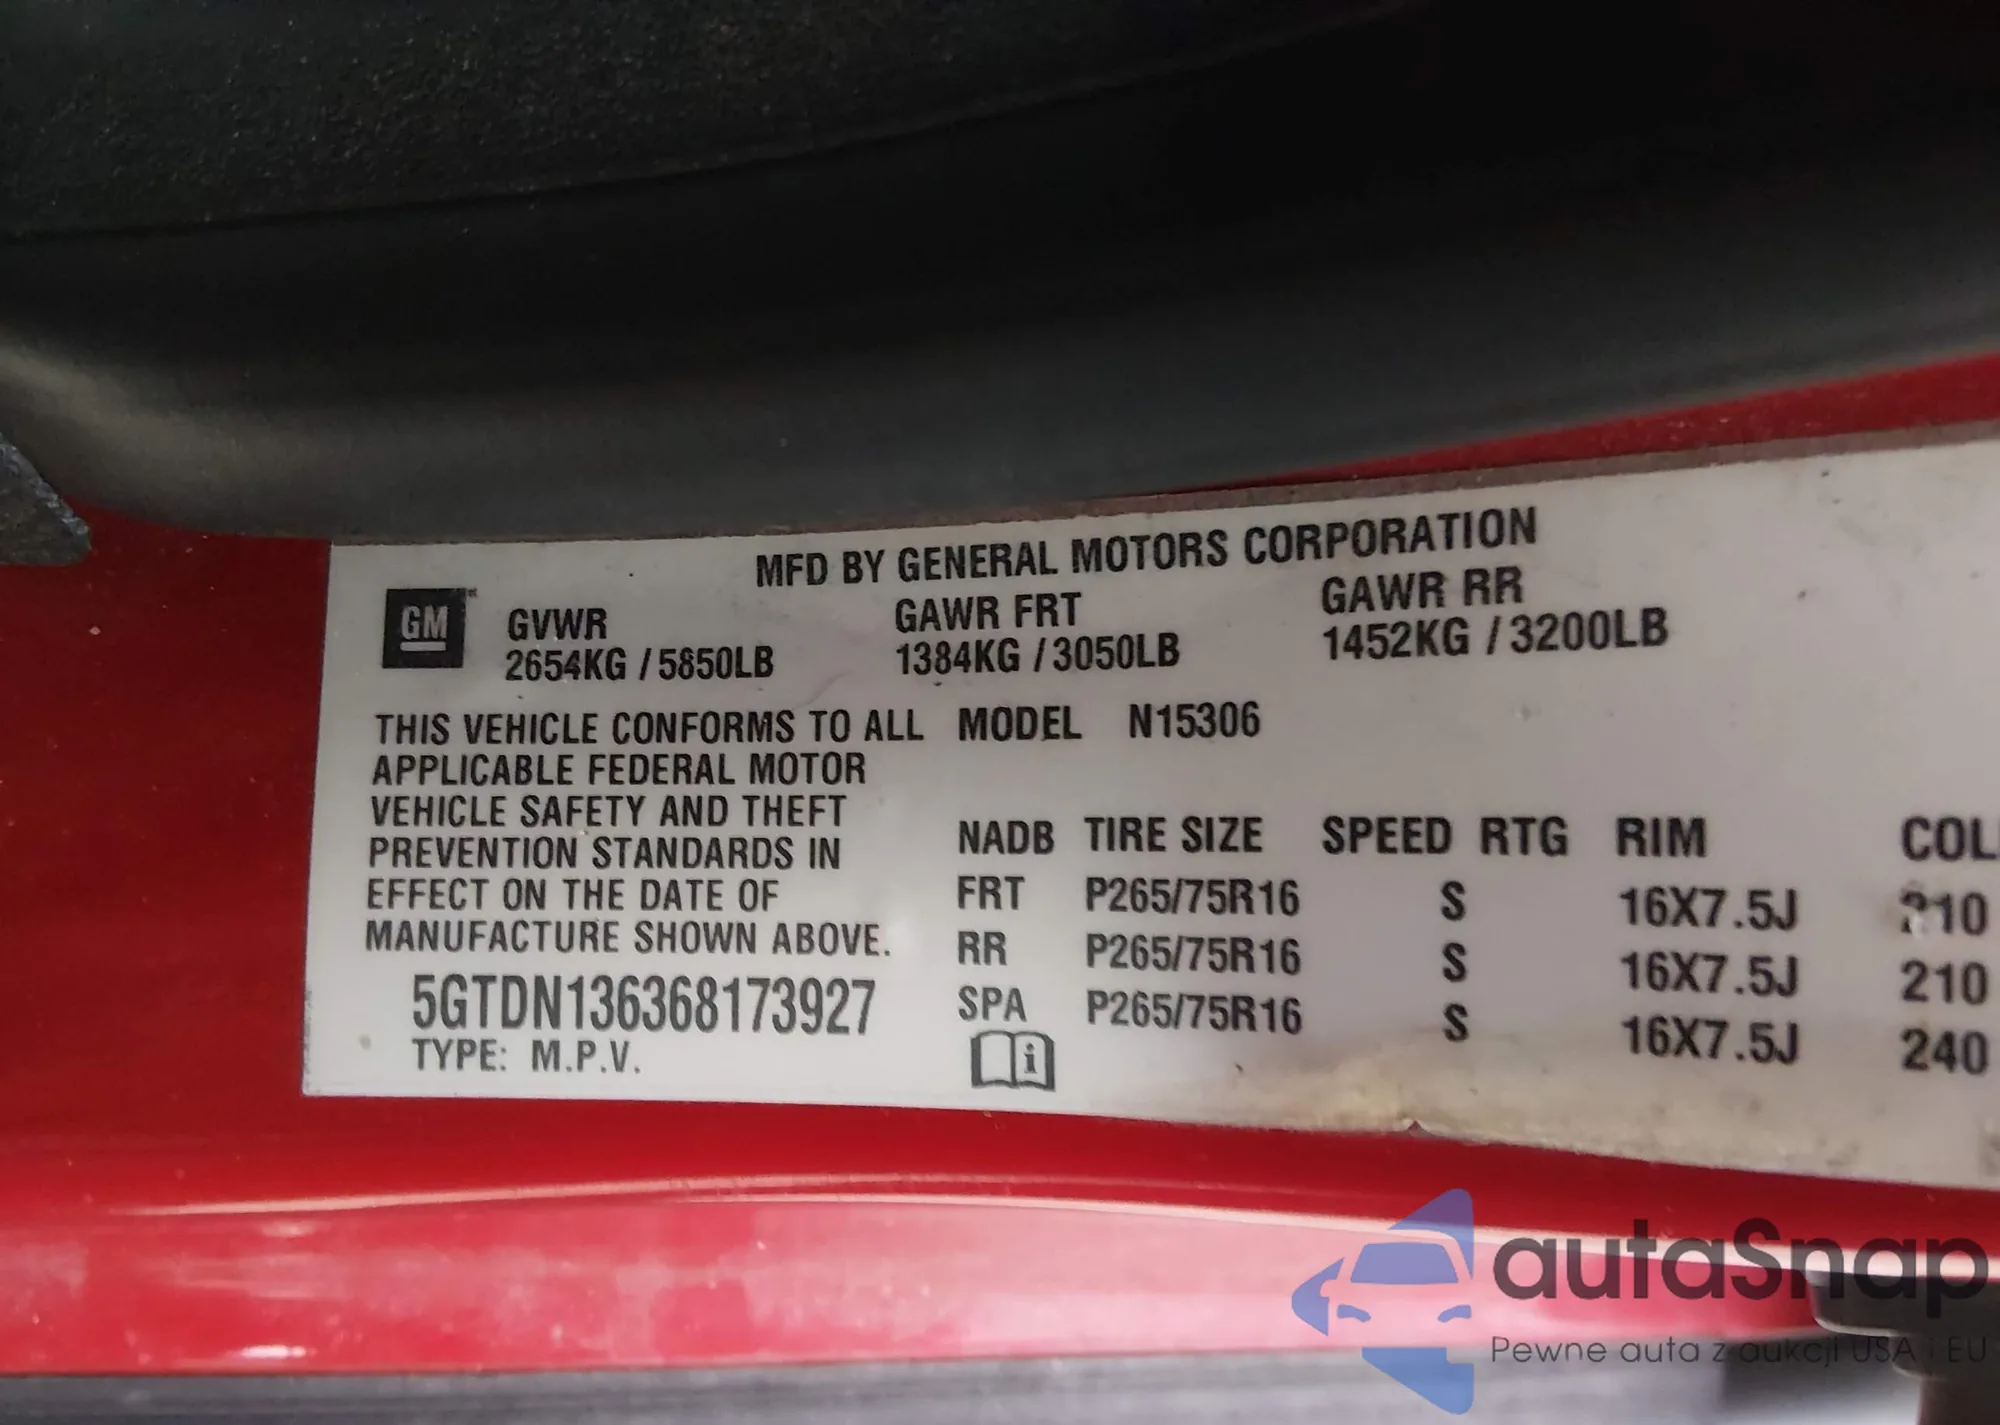 MFD BY GENERAL MOTORS CORPORATION
GM
GVWR GAWR FRT GAWR RR
2654KG / 5850LB 1384KG / 3050LB 1452KG / 3200LB
THIS VEHICLE CONFORMS TO ALL
APPLICABLE FEDERAL MOTOR
VEHICLE SAFETY AND THEFT
PREVENTION STANDARDS IN
EFFECT ON THE DATE OF
MANUFACTURE SHOWN ABOVE.
5GTDN136368173927
TYPE: M.P.V.
MODEL N15306
NADB TIRE SIZE SPEED RTG RIM
FRT P265/75R16 S 16X7.5J 210
RR P265/75R16 S 16X7.5J 210
SPA P265/75R16 S 16X7.5J 240
i
autaSnap
Pewne auta z aukcji USA i EU